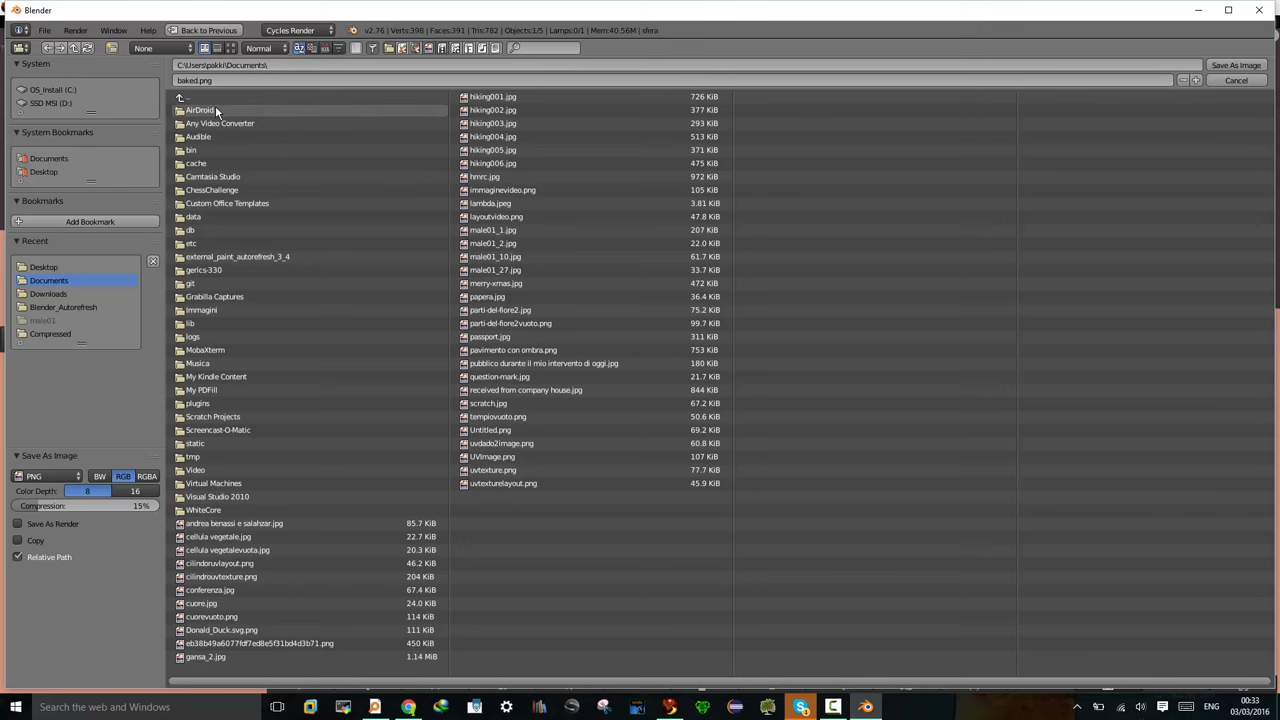 Blender
File Render Window Help Back to Previous Cycles Render v2.76 | Verts:398 | Faces:391 | Tris:782 | Objects:1/5 | Lamps:0/1 | Mem:40.56M | sfera
None Normal
System
OS_Install (C:)
SSD MSI (D:)
System Bookmarks
Documents
Desktop
Bookmarks
Add Bookmark
Recent
Desktop
Documents
Downloads
Blender_Autorefresh
male01
Compressed
Save As Image
PNG BW RGB RGBA
Color Depth: 8 16
Compression: 15%
Save As Render
Copy
Relative Path
C:\Users\pakki\Documents\ Save As Image
baked.png Cancel
..
AirDroid
Any Video Converter
Audible
bin
cache
Camtasia Studio
ChessChallenge
Custom Office Templates
data
db
etc
external_paint_autorefresh_3_4
gerics-330
git
Grabilla Captures
Immagini
lib
logs
MobaXterm
Musica
My Kindle Content
My PDFill
plugins
Scratch Projects
Screencast-O-Matic
static
tmp
Video
Virtual Machines
Visual Studio 2010
WhiteCore
andrea benassi e salahzar.jpg 85.7 KiB
cellula vegetale.jpg 22.7 KiB
cellula vegetalevuota.jpg 20.3 KiB
cilindoruvlayout.png 46.2 KiB
cilindrouvtexture.png 204 KiB
conferenza.jpg 67.4 KiB
cuore.jpg 24.0 KiB
cuorevuoto.png 114 KiB
Donald_Duck.svg.png 111 KiB
eb38b49a6077fdf7ed8e5f31bd4d3b71.png 450 KiB
gansa_2.jpg 1.14 MiB
hiking001.jpg 726 KiB
hiking002.jpg 377 KiB
hiking003.jpg 293 KiB
hiking004.jpg 513 KiB
hiking005.jpg 371 KiB
hiking006.jpg 475 KiB
hmrc.jpg 972 KiB
immaginevideo.png 105 KiB
lambda.jpeg 3.81 KiB
layoutvideo.png 47.8 KiB
male01_1.jpg 207 KiB
male01_2.jpg 22.0 KiB
male01_10.jpg 61.7 KiB
male01_27.jpg 33.7 KiB
merry-xmas.jpg 472 KiB
papera.jpg 36.4 KiB
parti-del-fiore2.jpg 75.2 KiB
parti-del-fiore2vuoto.png 99.7 KiB
passport.jpg 311 KiB
pavimento con ombra.png 753 KiB
pubblico durante il mio intervento di oggi.jpg 180 KiB
question-mark.jpg 21.7 KiB
received from company house.jpg 844 KiB
scratch.jpg 67.2 KiB
tempiovuoto.png 50.6 KiB
Untitled.png 69.2 KiB
uvdado2image.png 60.8 KiB
UVImage.png 107 KiB
uvtexture.png 77.7 KiB
uvtexturelayout.png 45.9 KiB
Search the web and Windows
ENG 00:33
03/03/2016